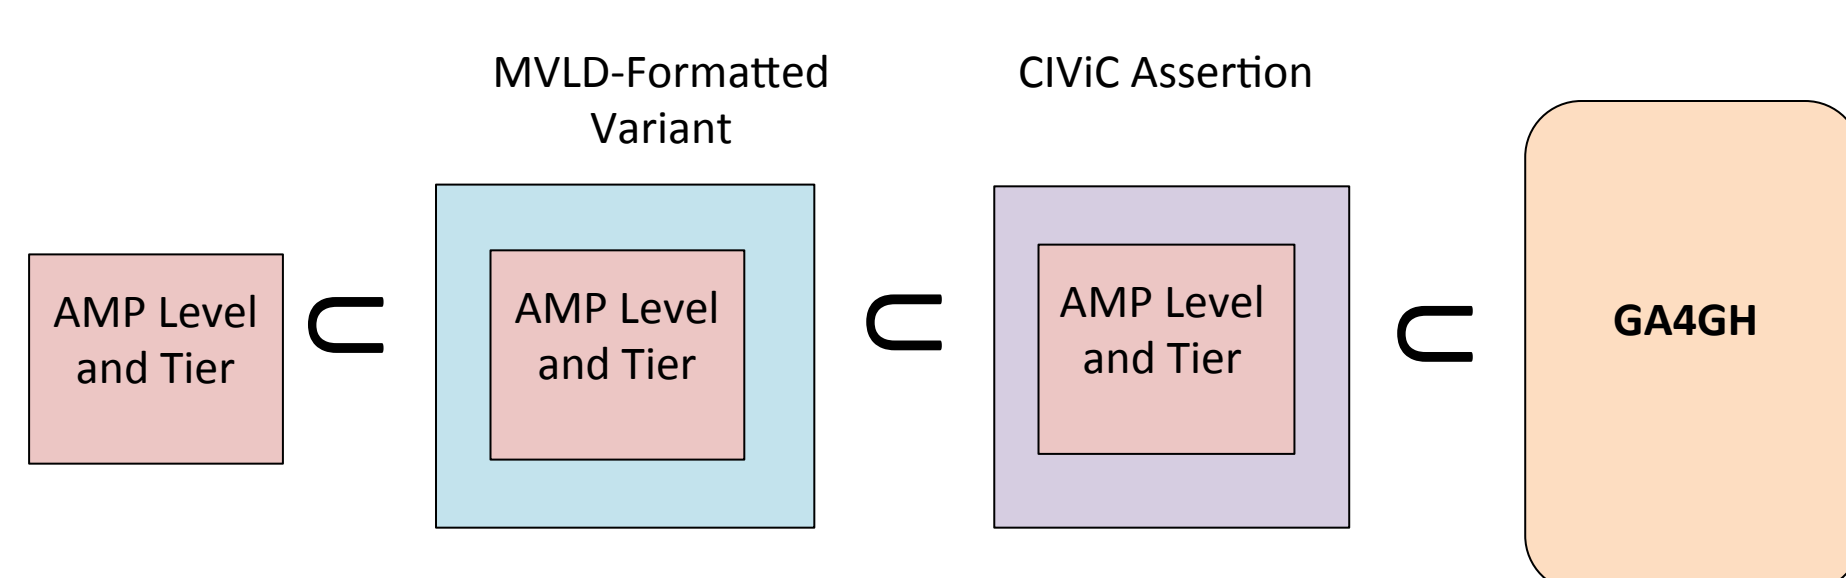 MVLD-Formatted
Variant
CIViC Assertion
AMP Level
and Tier
⊂
AMP Level
and Tier
⊂
AMP Level
and Tier
⊂
GA4GH